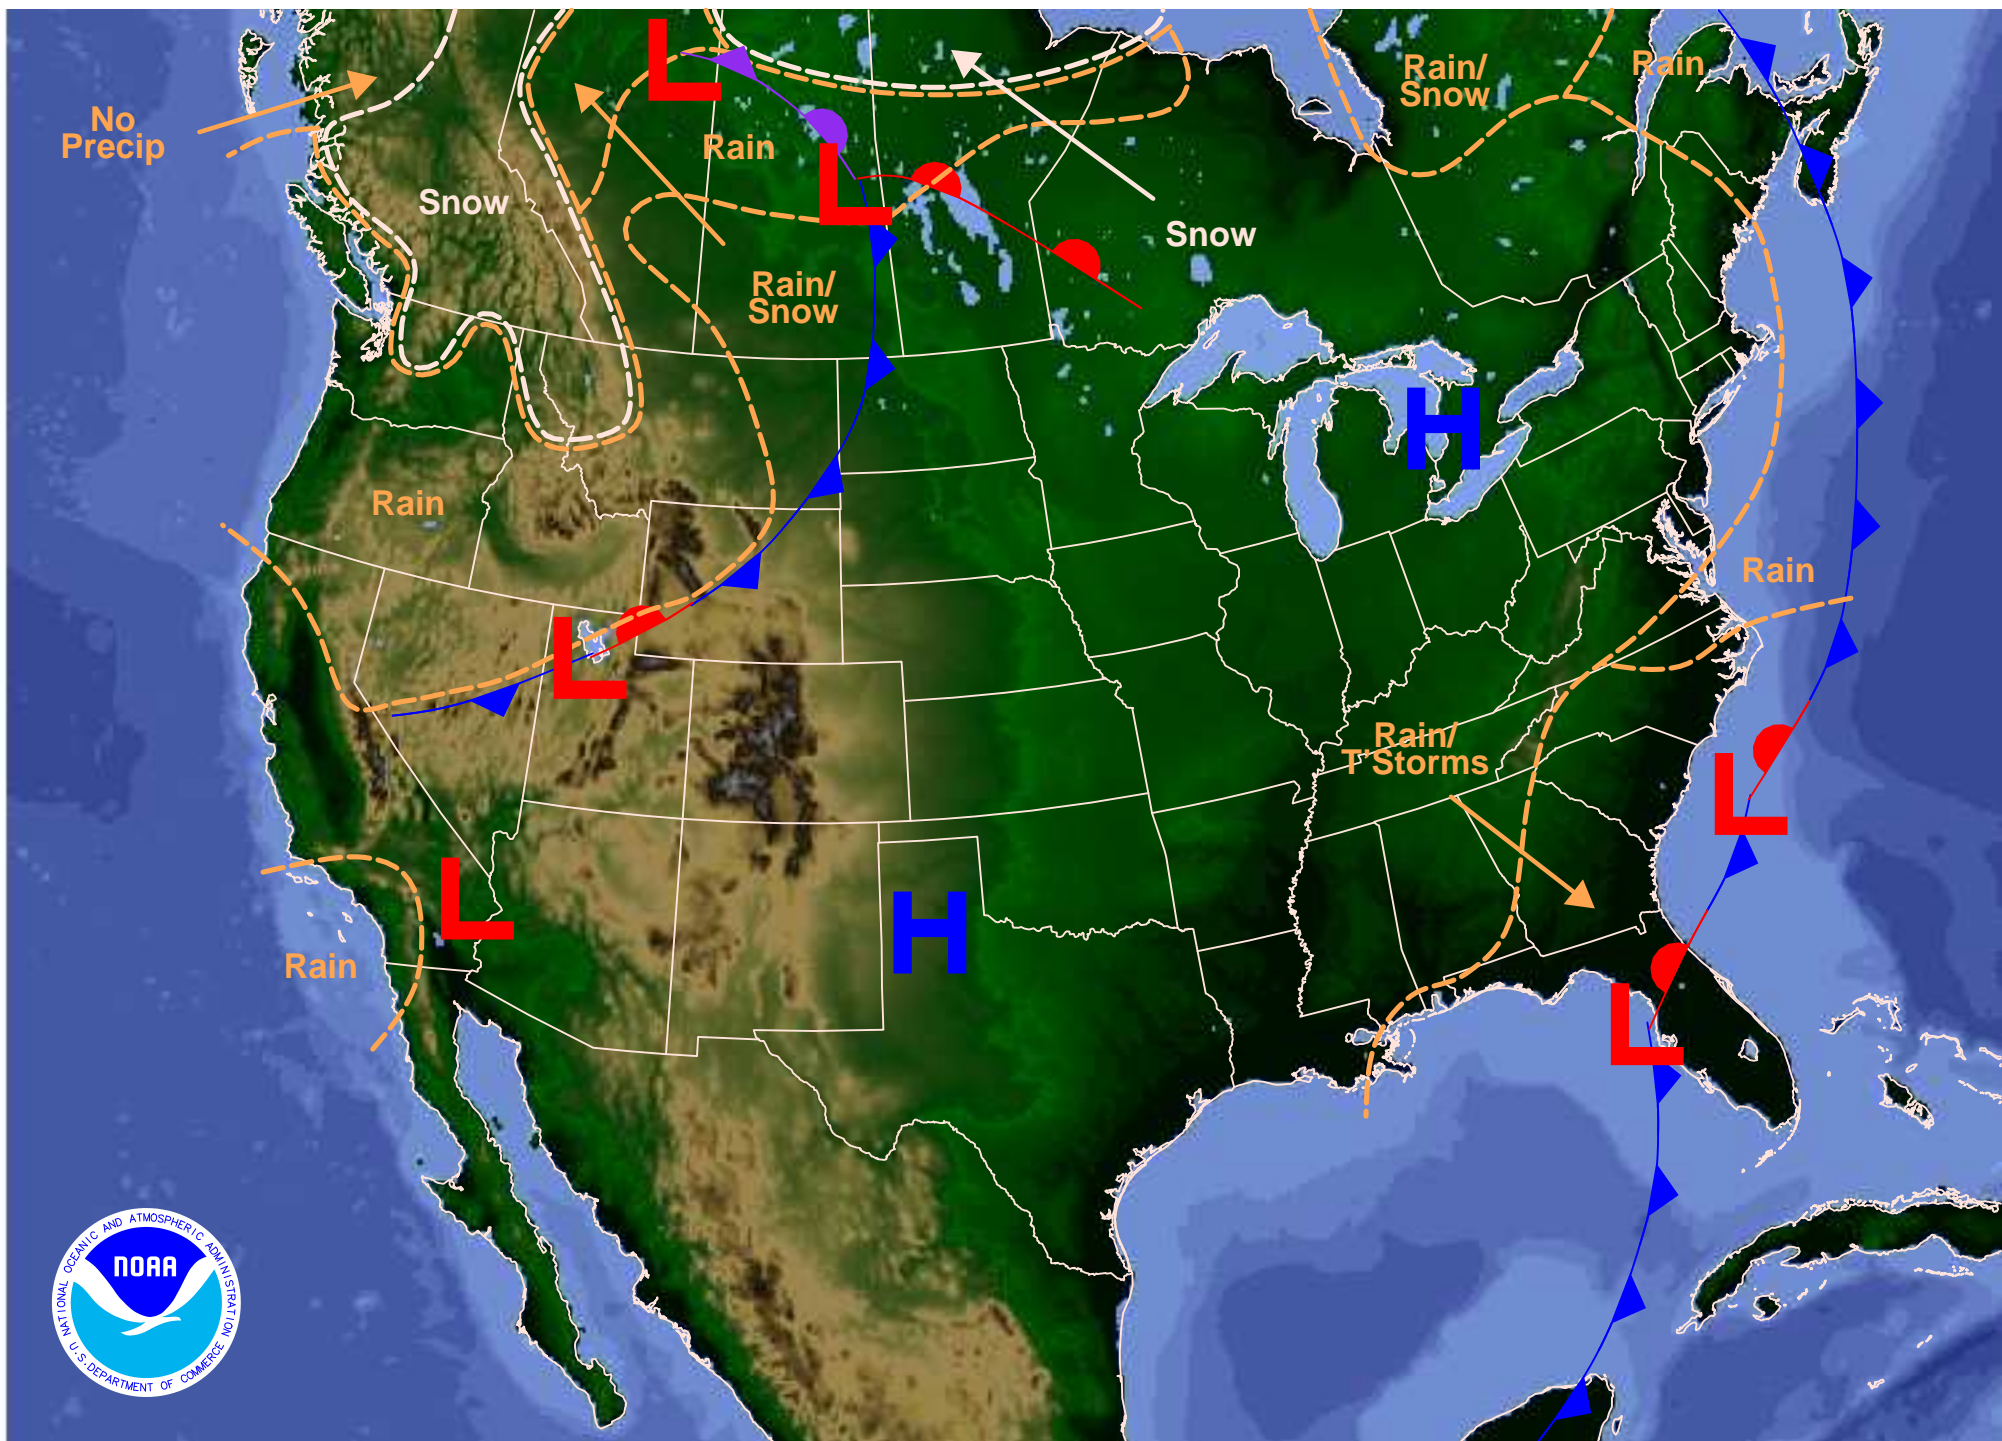 Rain/
Snow
Rain
No
Precip
Rain
Snow
Snow
Rain/
Snow
Rain
Rain
Rain/
T'Storms
Rain
L
L
H
L
L
L
H
L
NATIONAL OCEANIC AND ATMOSPHERIC ADMINISTRATION
NOAA
U.S. DEPARTMENT OF COMMERCE